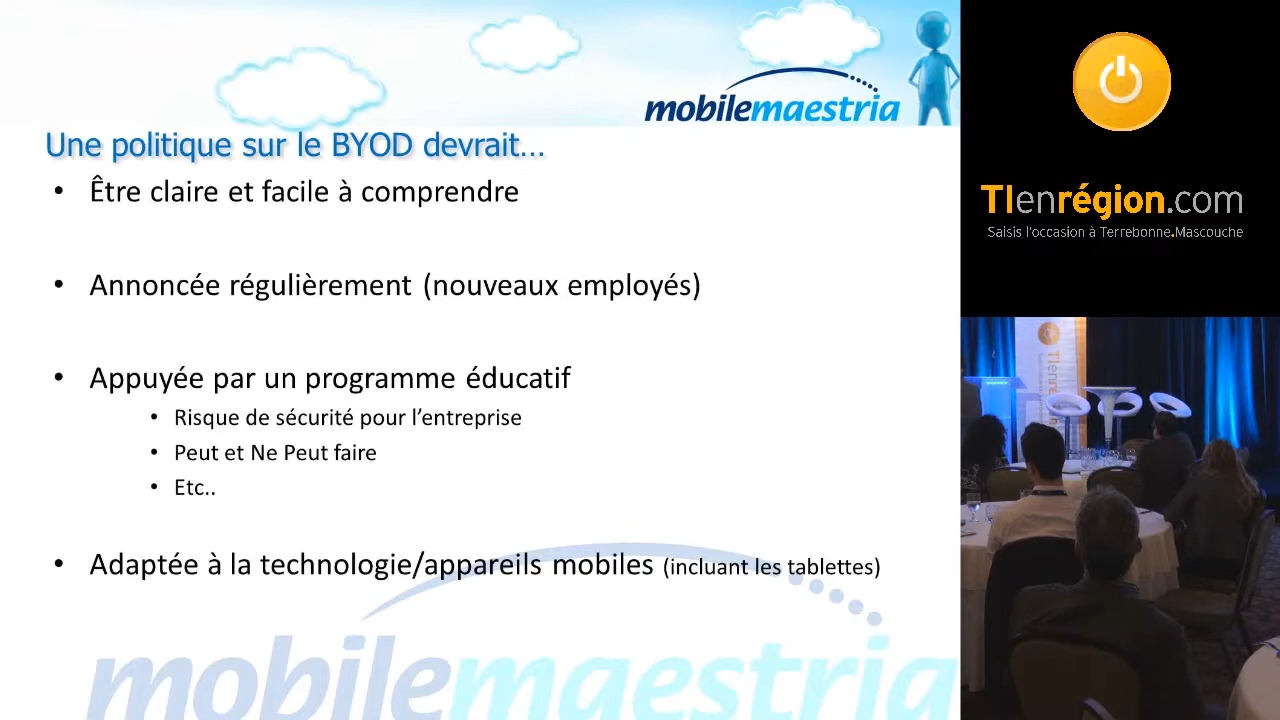 mobilemaestria
Une politique sur le BYOD devrait...
• Être claire et facile à comprendre
• Annoncée régulièrement (nouveaux employés)
• Appuyée par un programme éducatif
• Risque de sécurité pour l'entreprise
• Peut et Ne Peut faire
• Etc..
• Adaptée à la technologie/appareils mobiles (incluant les tablettes)
mobilemaestria
TIenrégion.com
Saisis l'occasion à Terrebonne.Mascouche